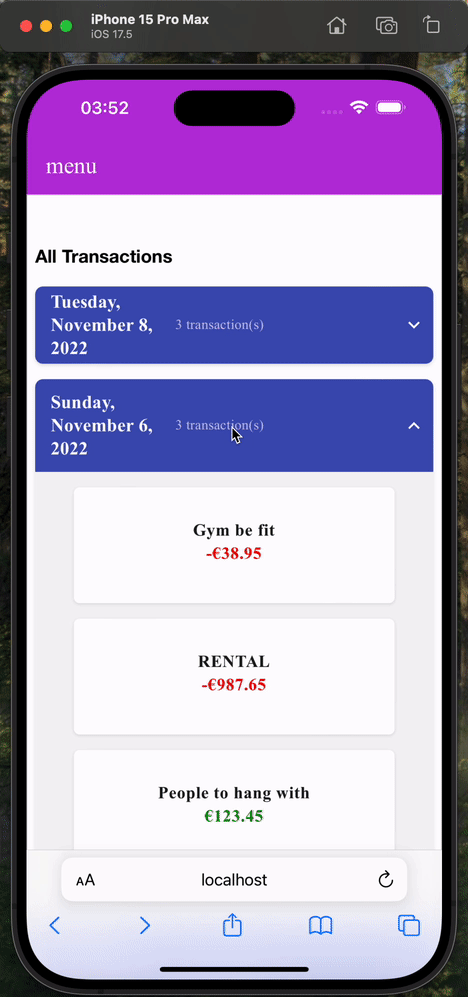 iPhone 15 Pro Max
iOS 17.5
03:52
menu
All Transactions
Tuesday,
November 8,
2022
3 transaction(s)
Sunday,
November 6,
2022
3 transaction(s)
Gym be fit
-€38.95
RENTAL
-€987.65
People to hang with
€123.45
AA
localhost